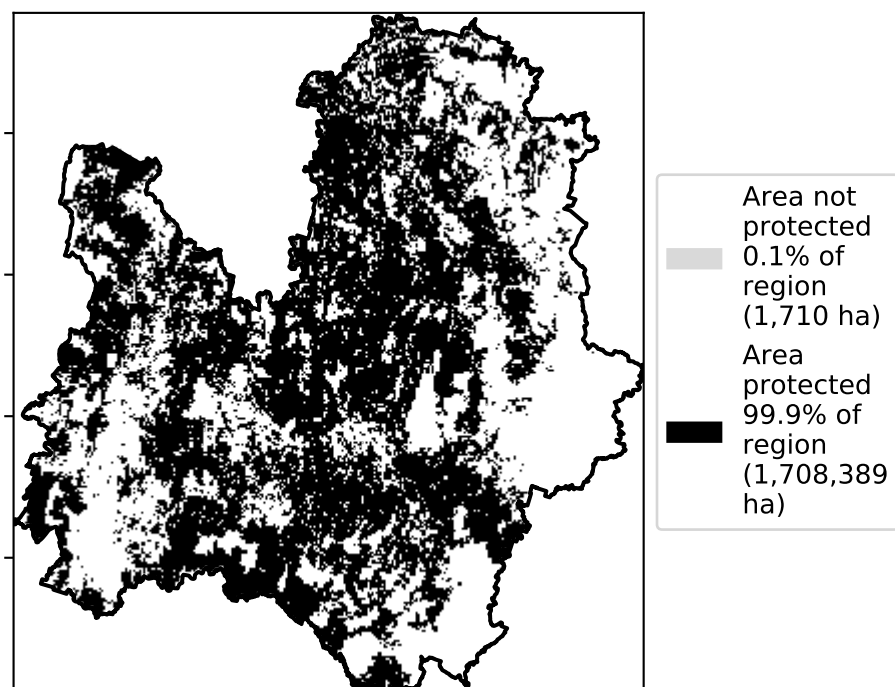 Area not
protected
0.1% of
region
(1,710 ha)
Area
protected
99.9% of
region
(1,708,389
ha)